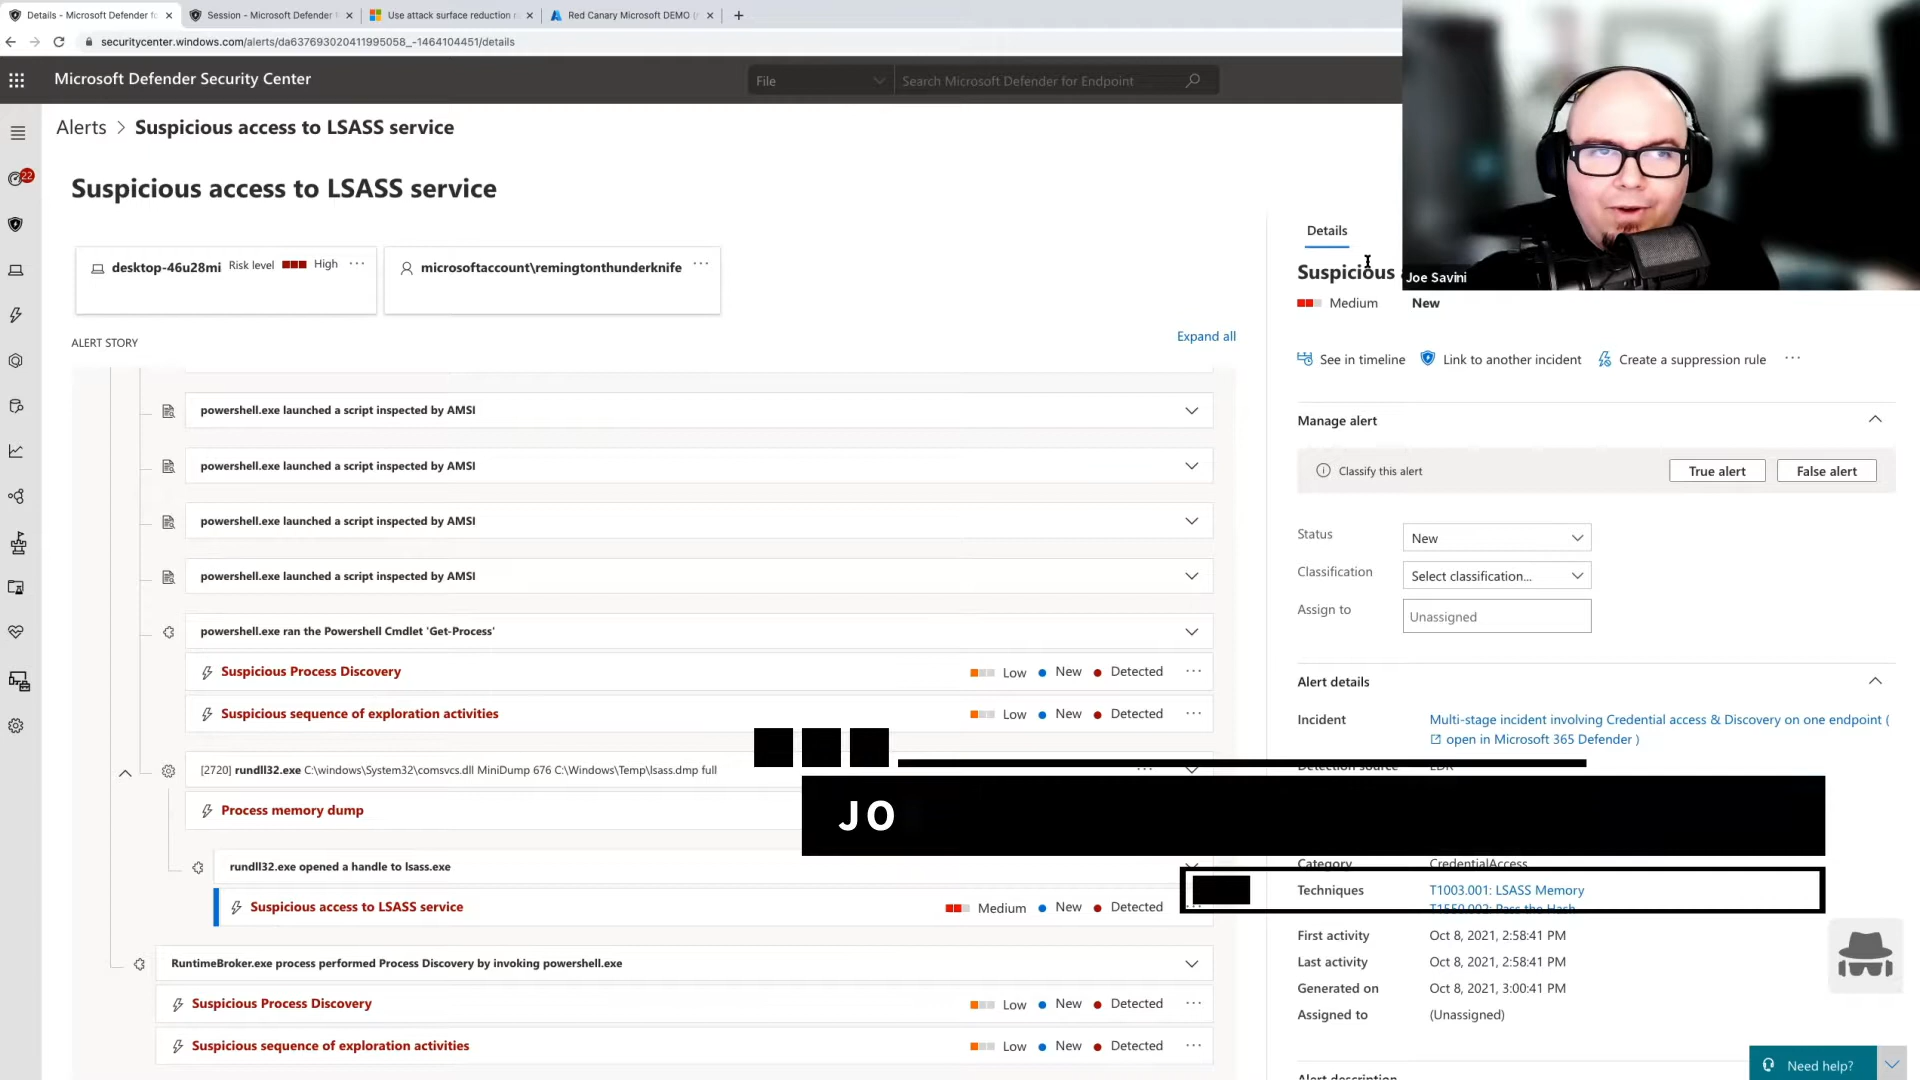 Details - Microsoft Defender fo
Session - Microsoft Defender f
Use attack surface reduction r
Red Canary Microsoft DEMO (
securitycenter.windows.com/alerts/da637693020411995058_-1464104451/details
Microsoft Defender Security Center
File
Search Microsoft Defender for Endpoint
Alerts > Suspicious access to LSASS service
22
Suspicious access to LSASS service
desktop-46u28mi Risk level High ...
microsoftaccount\remingtonthunderknife ...
ALERT STORY
Expand all
powershell.exe launched a script inspected by AMSI
powershell.exe launched a script inspected by AMSI
powershell.exe launched a script inspected by AMSI
powershell.exe launched a script inspected by AMSI
powershell.exe ran the Powershell Cmdlet 'Get-Process'
Suspicious Process Discovery Low New Detected ...
Suspicious sequence of exploration activities Low New Detected ...
[2720] rundll32.exe C:\windows\System32\comsvcs.dll MiniDump 676 C:\Windows\Temp\lsass.dmp full
Process memory dump
rundll32.exe opened a handle to lsass.exe
Suspicious access to LSASS service Medium New Detected
RuntimeBroker.exe process performed Process Discovery by invoking powershell.exe
Suspicious Process Discovery Low New Detected ...
Suspicious sequence of exploration activities Low New Detected ...
Joe Savini
Details
Suspicious
Medium New
See in timeline Link to another incident Create a suppression rule ...
Manage alert
Classify this alert True alert False alert
Status New
Classification Select classification...
Assign to Unassigned
Alert details
Incident Multi-stage incident involving Credential access & Discovery on one endpoint (
open in Microsoft 365 Defender )
Detection source EDR
JO
Category CredentialAccess
Techniques T1003.001: LSASS Memory
T1550.002: Pass the Hash
First activity Oct 8, 2021, 2:58:41 PM
Last activity Oct 8, 2021, 2:58:41 PM
Generated on Oct 8, 2021, 3:00:41 PM
Assigned to (Unassigned)
Alert description
Need help?